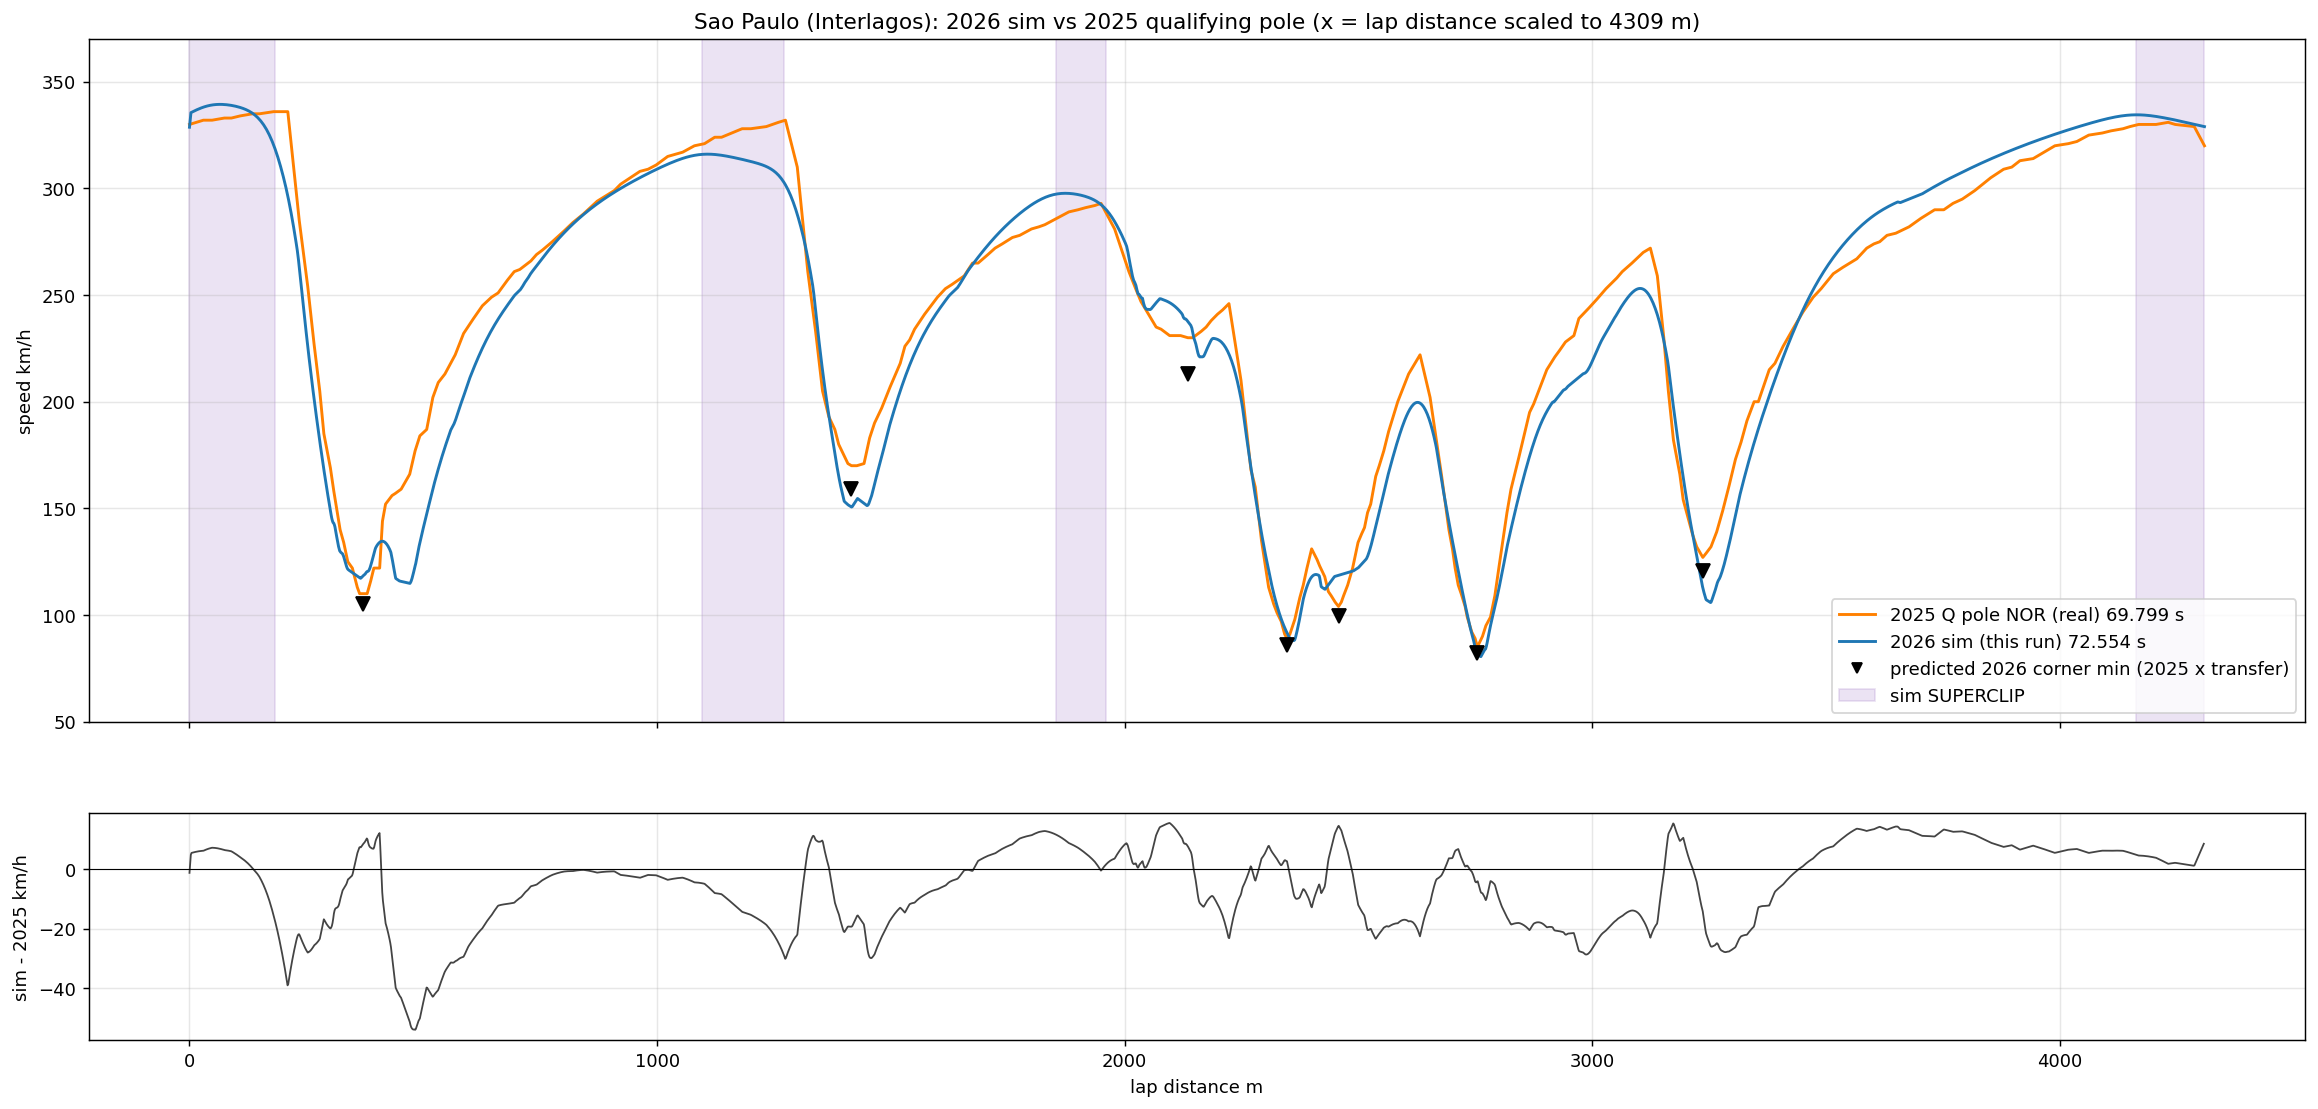 Sao Paulo (Interlagos): 2026 sim vs 2025 qualifying pole (x = lap distance scaled to 4309 m)
speed km/h
350
300
250
200
150
100
50
2025 Q pole NOR (real) 69.799 s
2026 sim (this run) 72.554 s
predicted 2026 corner min (2025 x transfer)
sim SUPERCLIP
sim - 2025 km/h
0
−20
−40
0 1000 2000 3000 4000
lap distance m